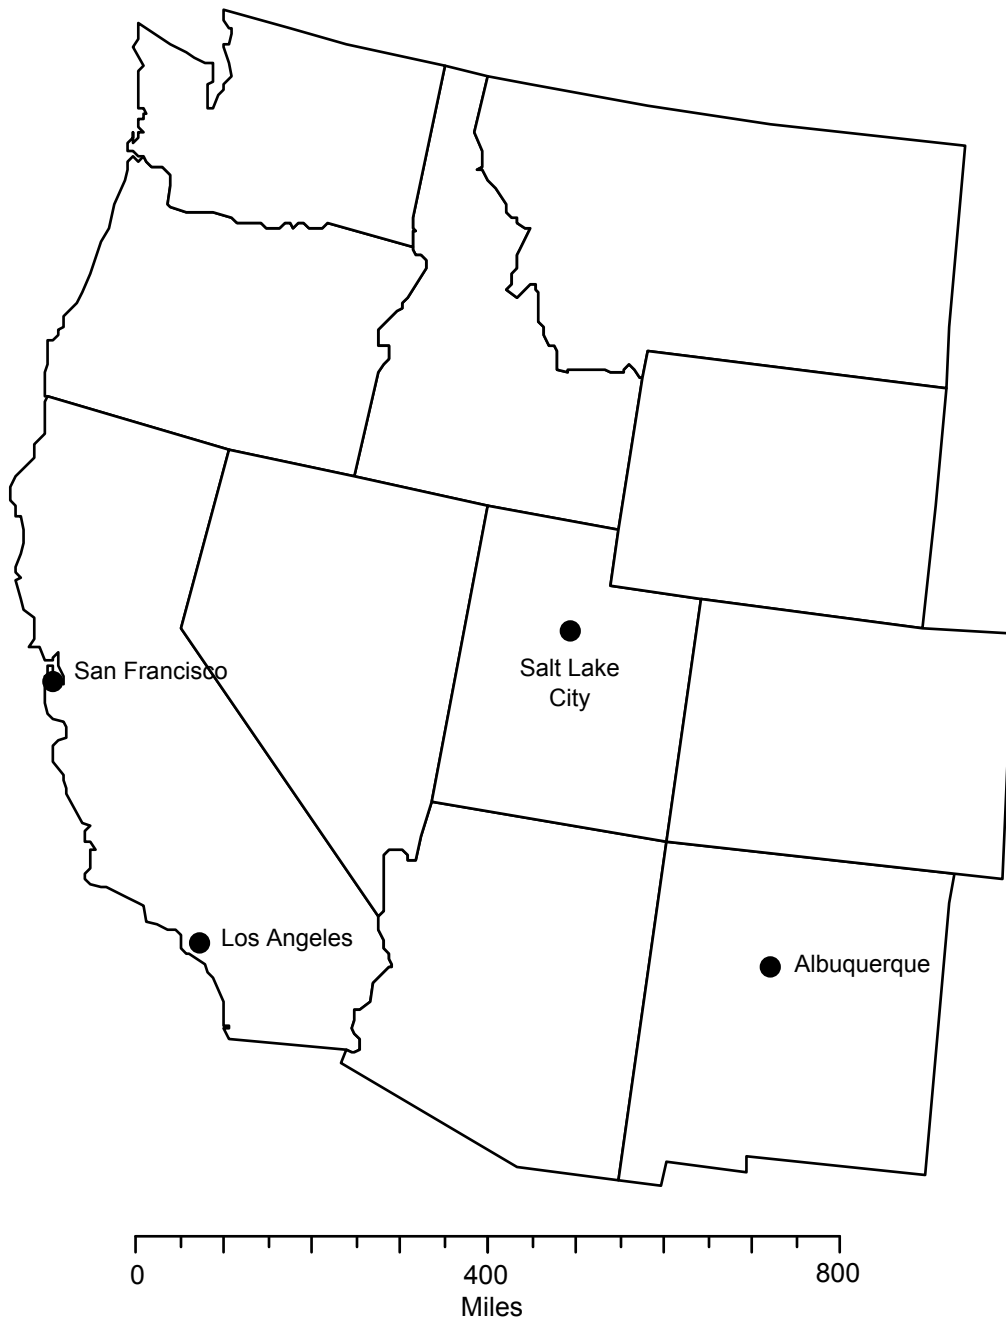 San Francisco
Salt Lake
City
Los Angeles
Albuquerque
0 400 800
Miles